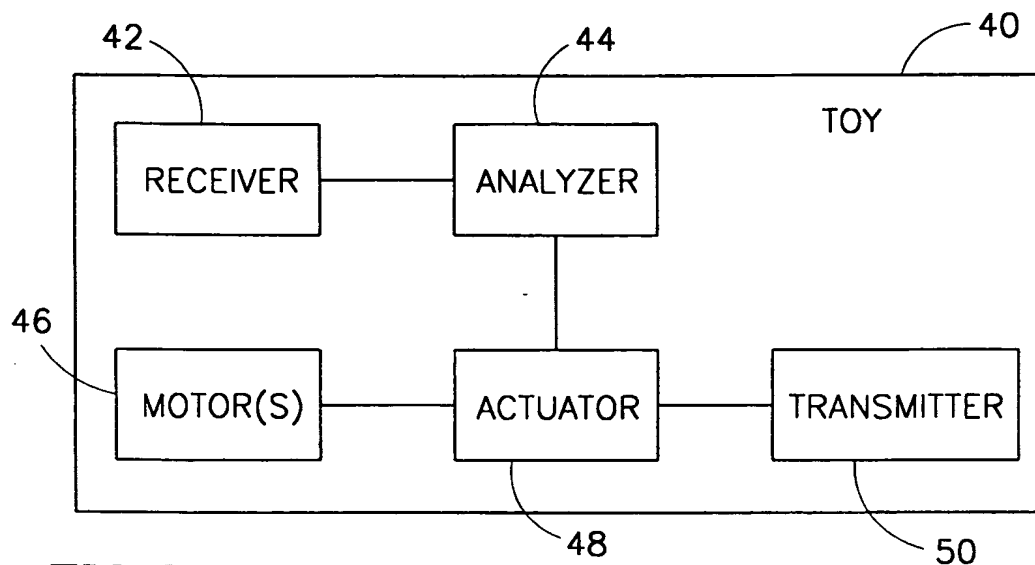 42
44
40
TOY
RECEIVER
ANALYZER
46
MOTOR(S)
ACTUATOR
TRANSMITTER
48
50